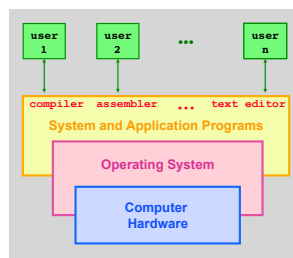 user user ... user
1 2 n
compiler assembler ... text editor
System and Application Programs
Operating System
Computer
Hardware